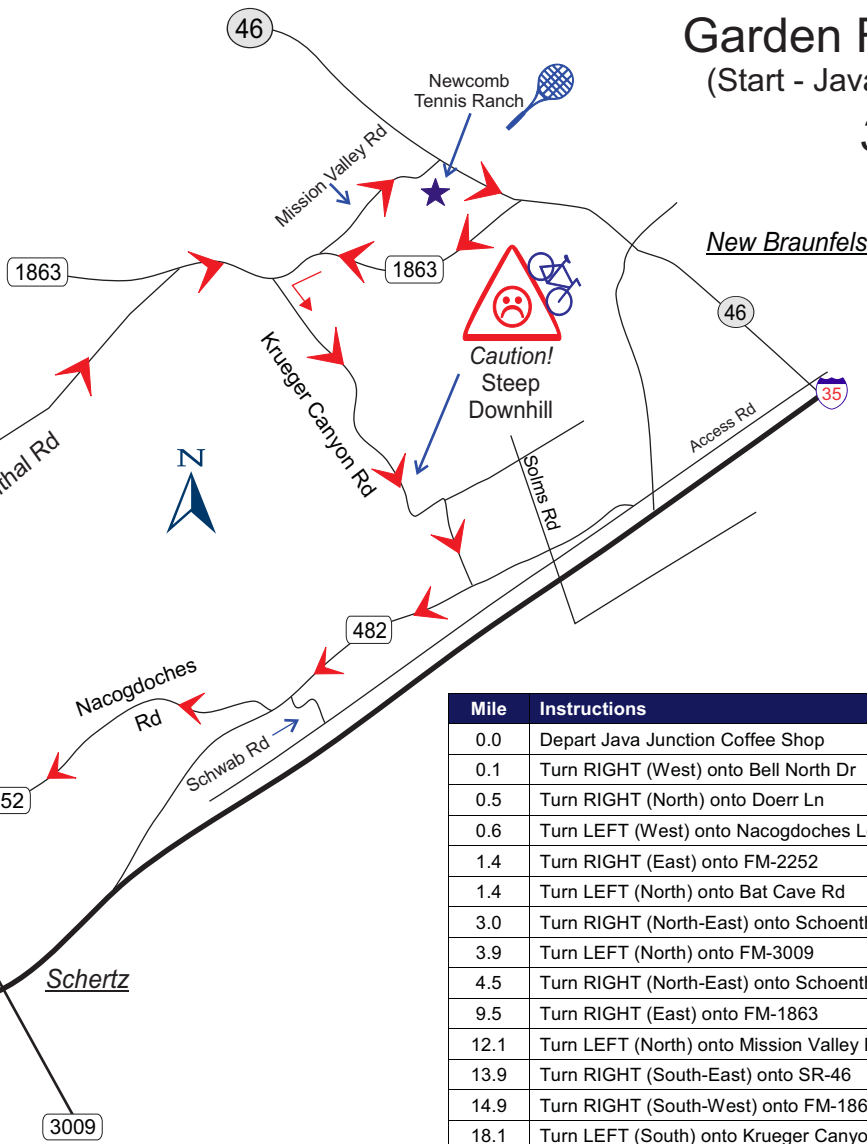 Garden
(Start - Java
46
Newcomb
Tennis Ranch
Mission Valley Rd
New Braunfels
1863
1863
46
Caution!
Steep
Downhill
Krueger Canyon Rd
35
Access Rd
Solms Rd
thal Rd
N
482
Nacogdoches
Rd
Schwab Rd
52
Schertz
3009
Mile Instructions
0.0 Depart Java Junction Coffee Shop
0.1 Turn RIGHT (West) onto Bell North Dr
0.5 Turn RIGHT (North) onto Doerr Ln
0.6 Turn LEFT (West) onto Nacogdoches L
1.4 Turn RIGHT (East) onto FM-2252
1.4 Turn LEFT (North) onto Bat Cave Rd
3.0 Turn RIGHT (North-East) onto Schoent
3.9 Turn LEFT (North) onto FM-3009
4.5 Turn RIGHT (North-East) onto Schoent
9.5 Turn RIGHT (East) onto FM-1863
12.1 Turn LEFT (North) onto Mission Valley
13.9 Turn RIGHT (South-East) onto SR-46
14.9 Turn RIGHT (South-West) onto FM-186
18.1 Turn LEFT (South) onto Krueger Canyo